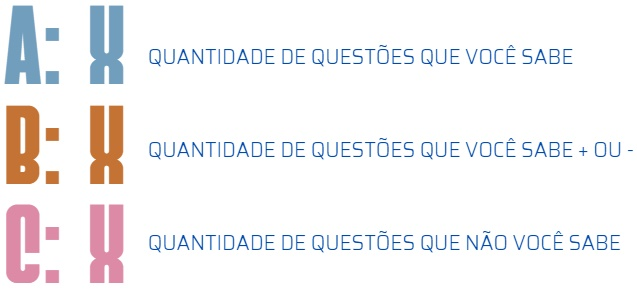 A: X QUANTIDADE DE QUESTÕES QUE VOCÊ SABE
B: X QUANTIDADE DE QUESTÕES QUE VOCÊ SABE + OU -
C: X QUANTIDADE DE QUESTÕES QUE NÃO VOCÊ SABE